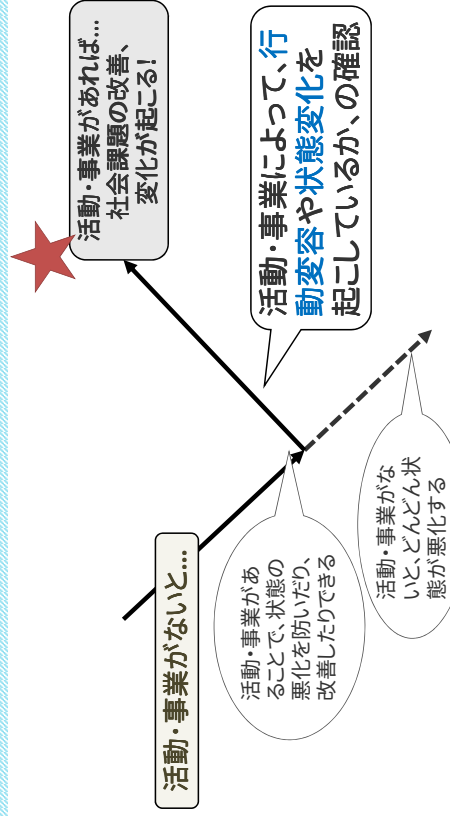 活動・事業がないと…
活動・事業があれば…
社会課題の改善、
変化が起こる！
活動・事業があ
ることで、状態の
悪化を防いだり、
改善したりできる
活動・事業によって、行
動変容や状態変化を
起こしているか、の確認
活動・事業がな
いと、どんどん状
態が悪化する